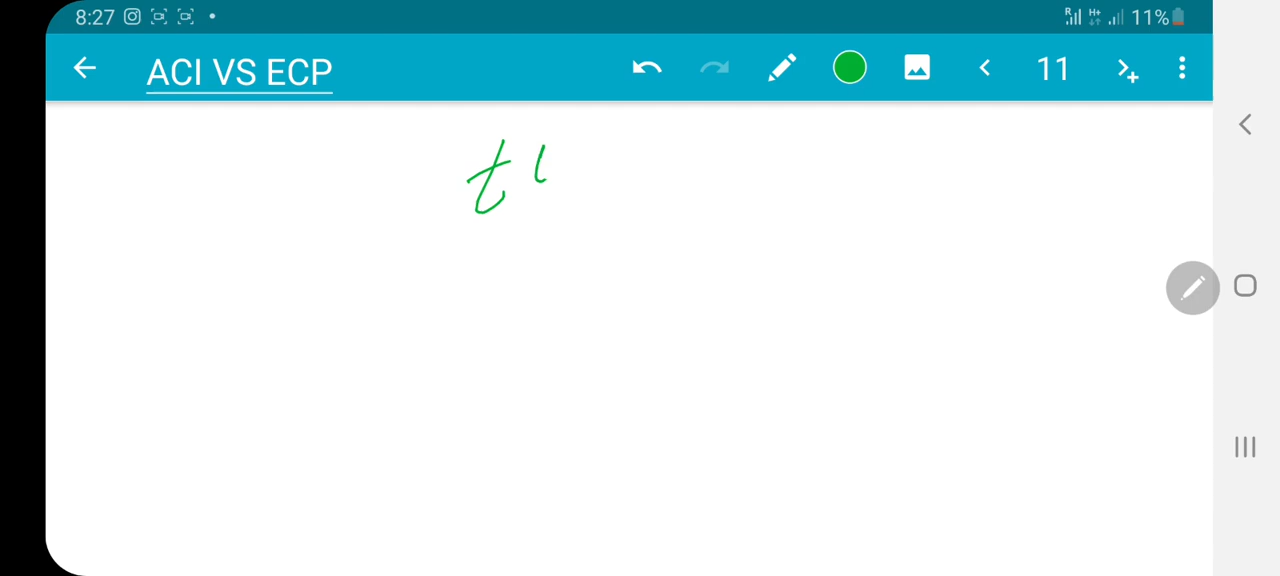 8:27 R H+ 11%
ACI VS ECP 11